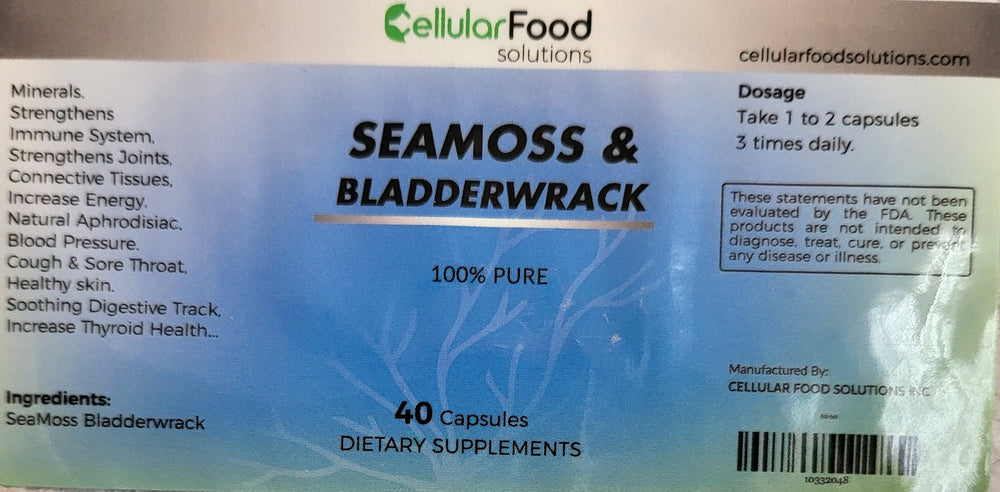 CellularFood
solutions
cellularfoodsolutions.com
Minerals.
Strengthens
Immune System,
Strengthens Joints,
Connective Tissues,
Increase Energy,
Natural Aphrodisiac,
Blood Pressure.
Cough & Sore Throat,
Healthy skin.
Soothing Digestive Track,
Increase Thyroid Health...
Ingredients:
SeaMoss Bladderwrack
SEAMOSS &
BLADDERWRACK
100% PURE
40 Capsules
DIETARY SUPPLEMENTS
Dosage
Take 1 to 2 capsules
3 times daily.
These statements have not been
evaluated by the FDA. These
products are not intended to
diagnose, treat, cure, or prevent
any disease or illness.
Manufactured By:
CELLULAR FOOD SOLUTIONS INC
10332048